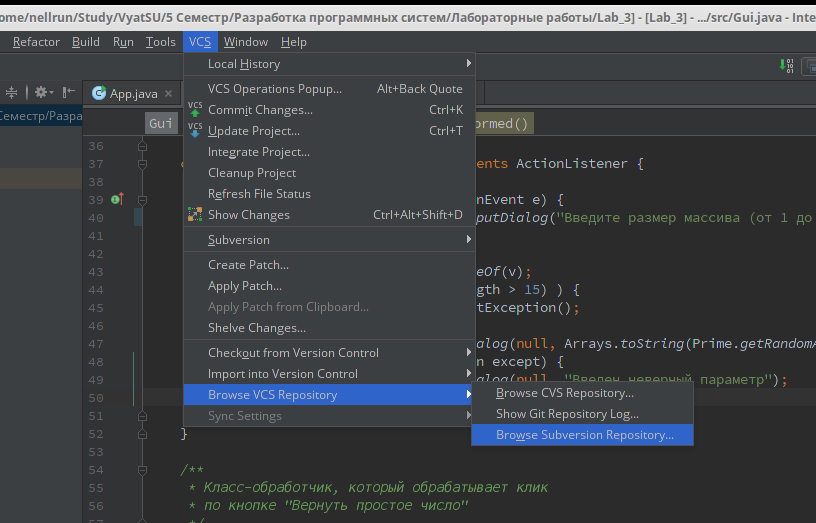 ome/nellrun/Study/VyatSU/5 Семестр/Разработка программных систем/Лабораторные работы/Lab_3] - [Lab_3] - .../src/Gui.java - Inte
Refactor Build Run Tools VCS Window Help
Local History
App.java
VCS Operations Popup... Alt+Back Quote
Commit Changes... Ctrl+K
Семестр/Разра
Gui
Update Project... Ctrl+T
ormed()
Integrate Project...
36
Cleanup Project
37 ents ActionListener {
38
Refresh File Status
39 nEvent e) {
Show Changes Ctrl+Alt+Shift+D
40 putDialog("Введите размер массива (от 1 до
41
Subversion
42
Create Patch...
43 eOf(v);
Apply Patch...
44 gth > 15) ) {
Apply Patch from Clipboard...
45 tException();
Shelve Changes...
46
47 alog(null, Arrays.toString(Prime.getRandomA
Checkout from Version Control
48 n except) {
Import into Version Control
49 alog(null, "Введен неверный параметр");
Browse VCS Repository
50
Browse CVS Repository...
Sync Settings
51
Show Git Repository Log...
52 }
Browse Subversion Repository...
53
54 /**
55 * Класс-обработчик, который обрабатывает клик
56 * по кнопке "Вернуть простое число"
57 */